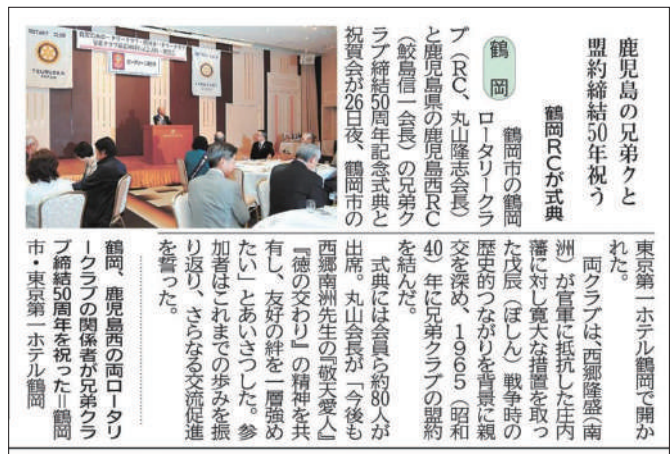 鹿児島の兄弟クと
盟約締結50年祝う
鶴岡RCが式典
鶴岡
鶴岡市の鶴岡
ロータリークラ
ブ(RC、丸山隆志会長)
と鹿児島県の鹿児島西RC
(鮫島信一会長)の兄弟ク
ラブ締結50周年記念式典と
祝賀会が26日夜、鶴岡市の
東京第一ホテル鶴岡で開か
れた。
両クラブは、西郷隆盛(南
洲)が官軍に抵抗した庄内
藩に対し寛大な措置を取っ
た戊辰(ぼしん)戦争時の
歴史的つながりを背景に親
交を深め、1965(昭和
40)年に兄弟クラブの盟約
を結んだ。
式典には会員ら約80人が
出席。丸山会長が「今後も
西郷南洲先生の『敬天愛人』
『徳の交わり』の精神を共
有し、友好の絆を一層強め
たい」とあいさつした。参
加者はこれまでの歩みを振
り返り、さらなる交流促進
を誓った。
鶴岡、鹿児島西の両ロータリ
ークラブの関係者が兄弟クラ
ブ締結50周年を祝った=鶴岡
市・東京第一ホテル鶴岡
ROTARY CLUB
TSURUOKA